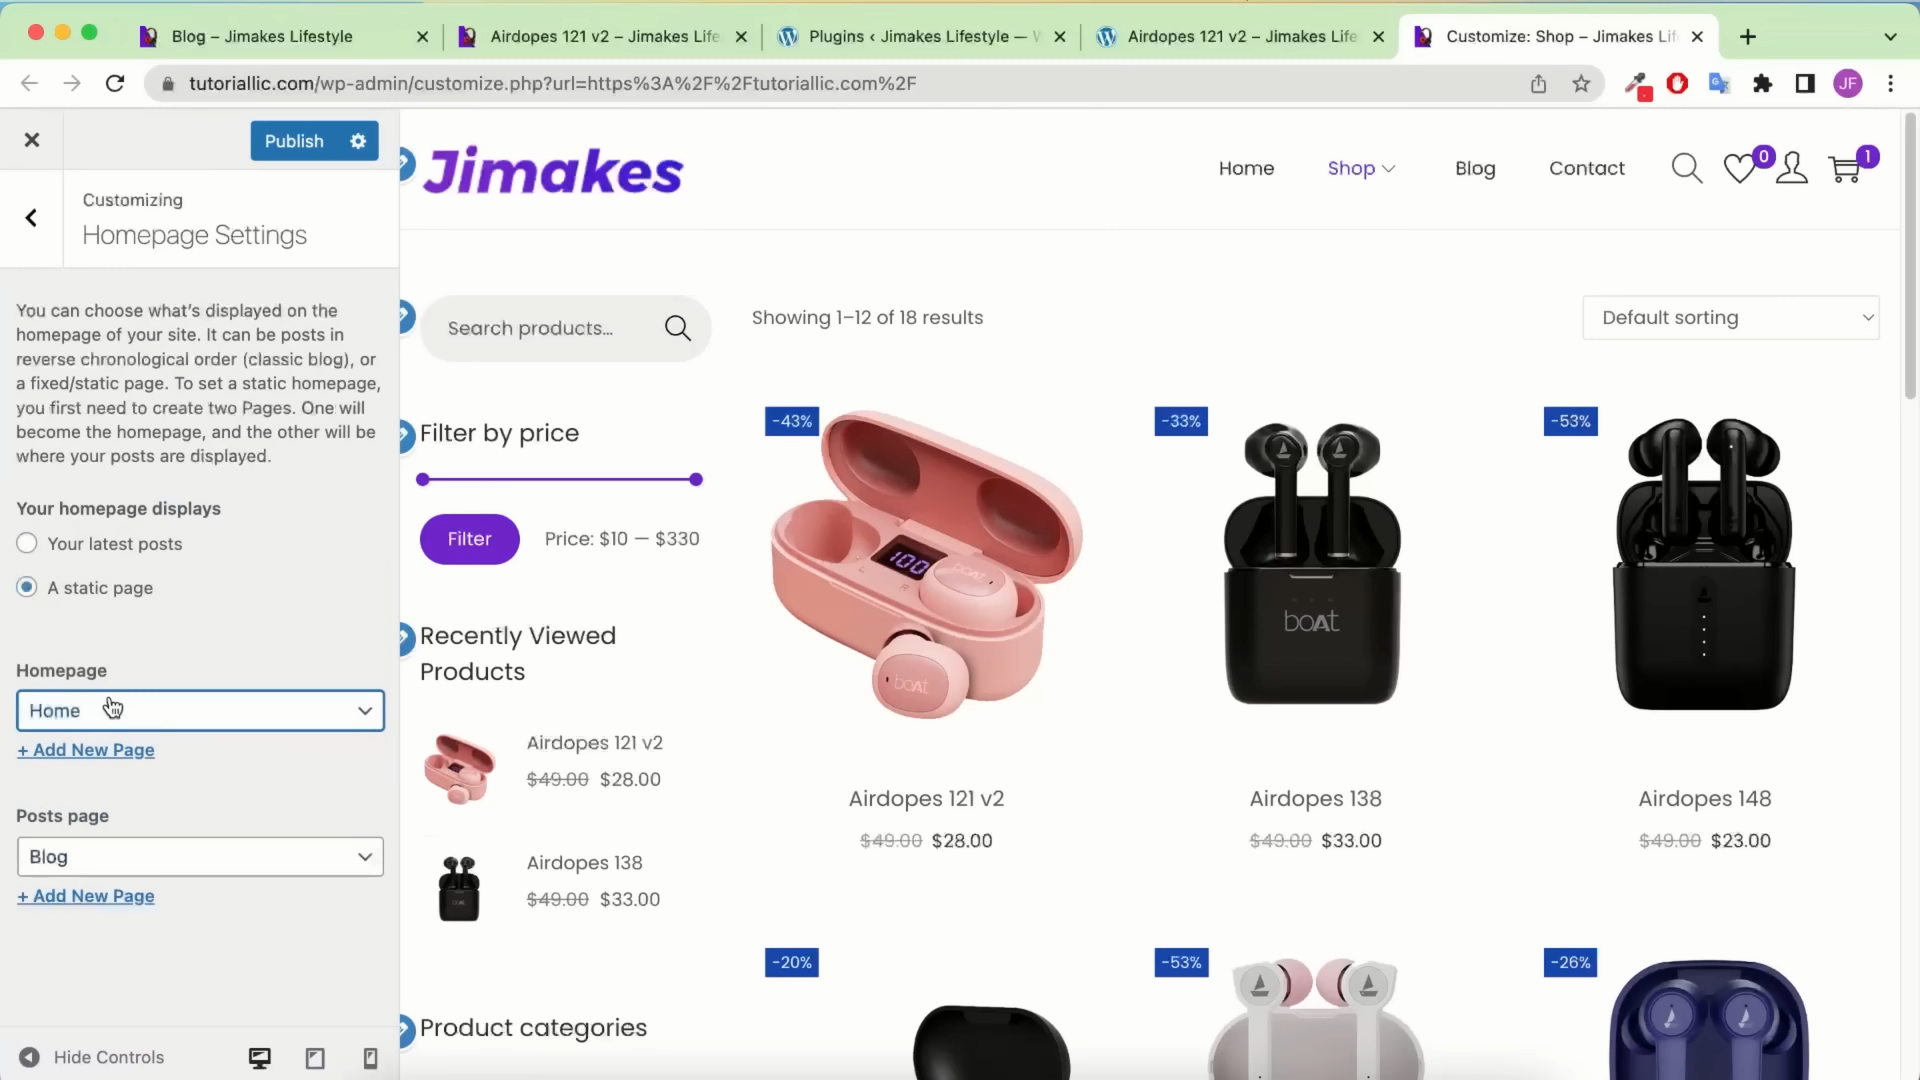 Blog – Jimakes Lifestyle
Airdopes 121 v2 – Jimakes Life
Plugins ‹ Jimakes Lifestyle — W
Airdopes 121 v2 – Jimakes Life
Customize: Shop – Jimakes Lif
tutoriallic.com/wp-admin/customize.php?url=https%3A%2F%2Ftutoriallic.com%2F
JF
Publish
Customizing
Homepage Settings
You can choose what's displayed on the
homepage of your site. It can be posts in
reverse chronological order (classic blog), or
a fixed/static page. To set a static homepage,
you first need to create two Pages. One will
become the homepage, and the other will be
where your posts are displayed.
Your homepage displays
Your latest posts
A static page
Homepage
Home
+ Add New Page
Posts page
Blog
+ Add New Page
Hide Controls
Jimakes
Home
Shop
Blog
Contact
0
1
Search products...
Showing 1–12 of 18 results
Default sorting
Filter by price
Filter
Price: $10 — $330
Recently Viewed
Products
Airdopes 121 v2
$49.00 $28.00
Airdopes 138
$49.00 $33.00
Product categories
-43%
100
L
R
boAt
boAt
Airdopes 121 v2
$49.00 $28.00
-33%
boAt
Airdopes 138
$49.00 $33.00
-53%
Airdopes 148
$49.00 $23.00
-20%
-53%
-26%